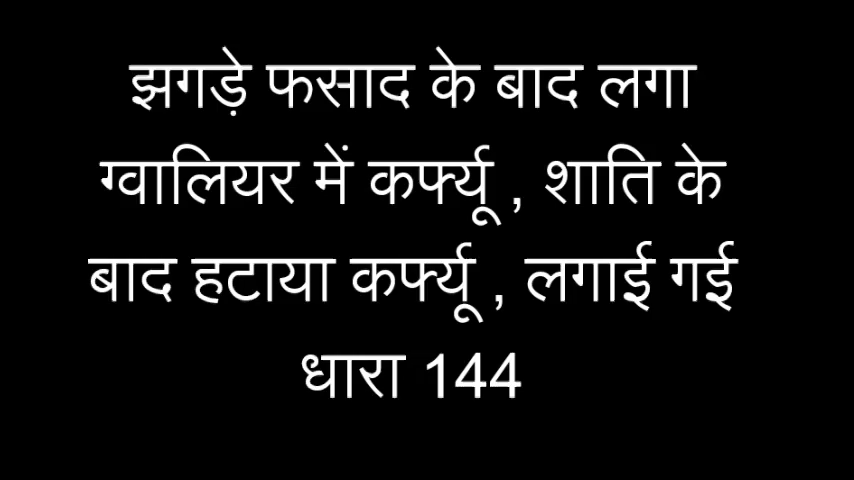 झगड़े फसाद के बाद लगा
ग्वालियर में कर्फ्यू , शाति के
बाद हटाया कर्फ्यू , लगाई गई
धारा 144